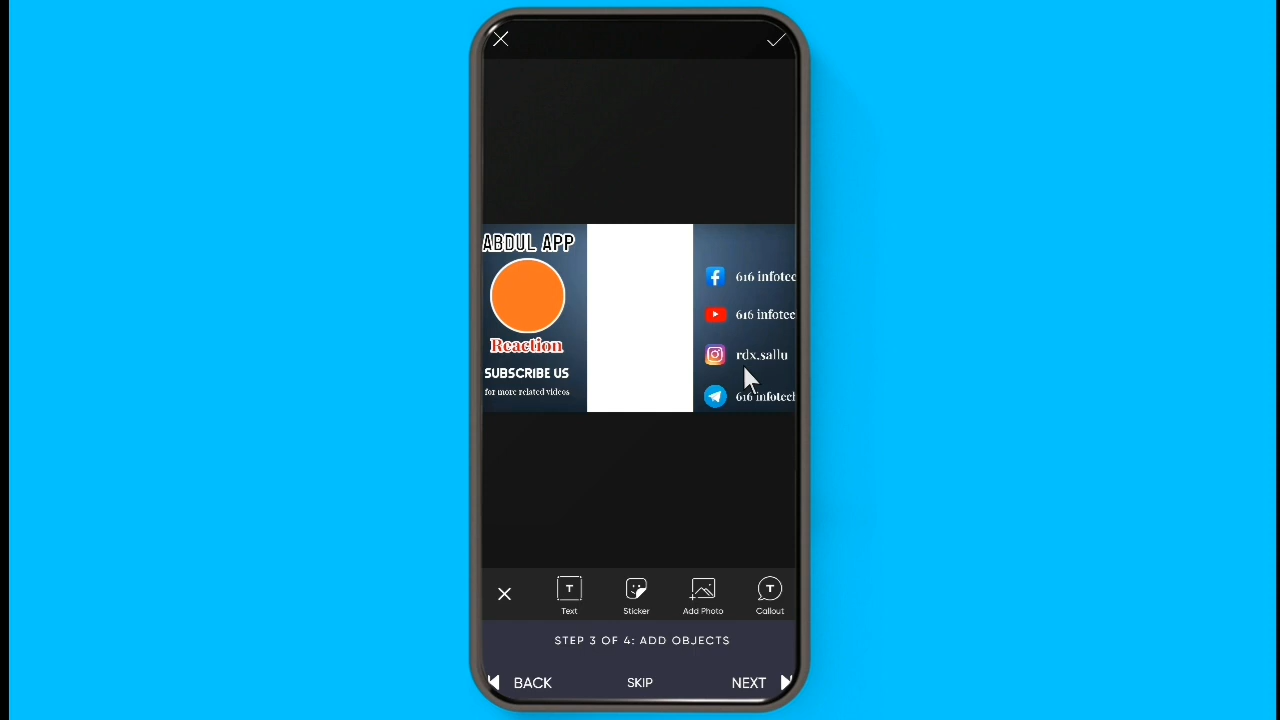 ABDUL APP
Reaction
SUBSCRIBE US
for more related videos
616 infotec
616 infotec
rdx.sallu
616 infotech
T
Text
Sticker
Add Photo
T
Callout
STEP 3 OF 4: ADD OBJECTS
BACK
SKIP
NEXT